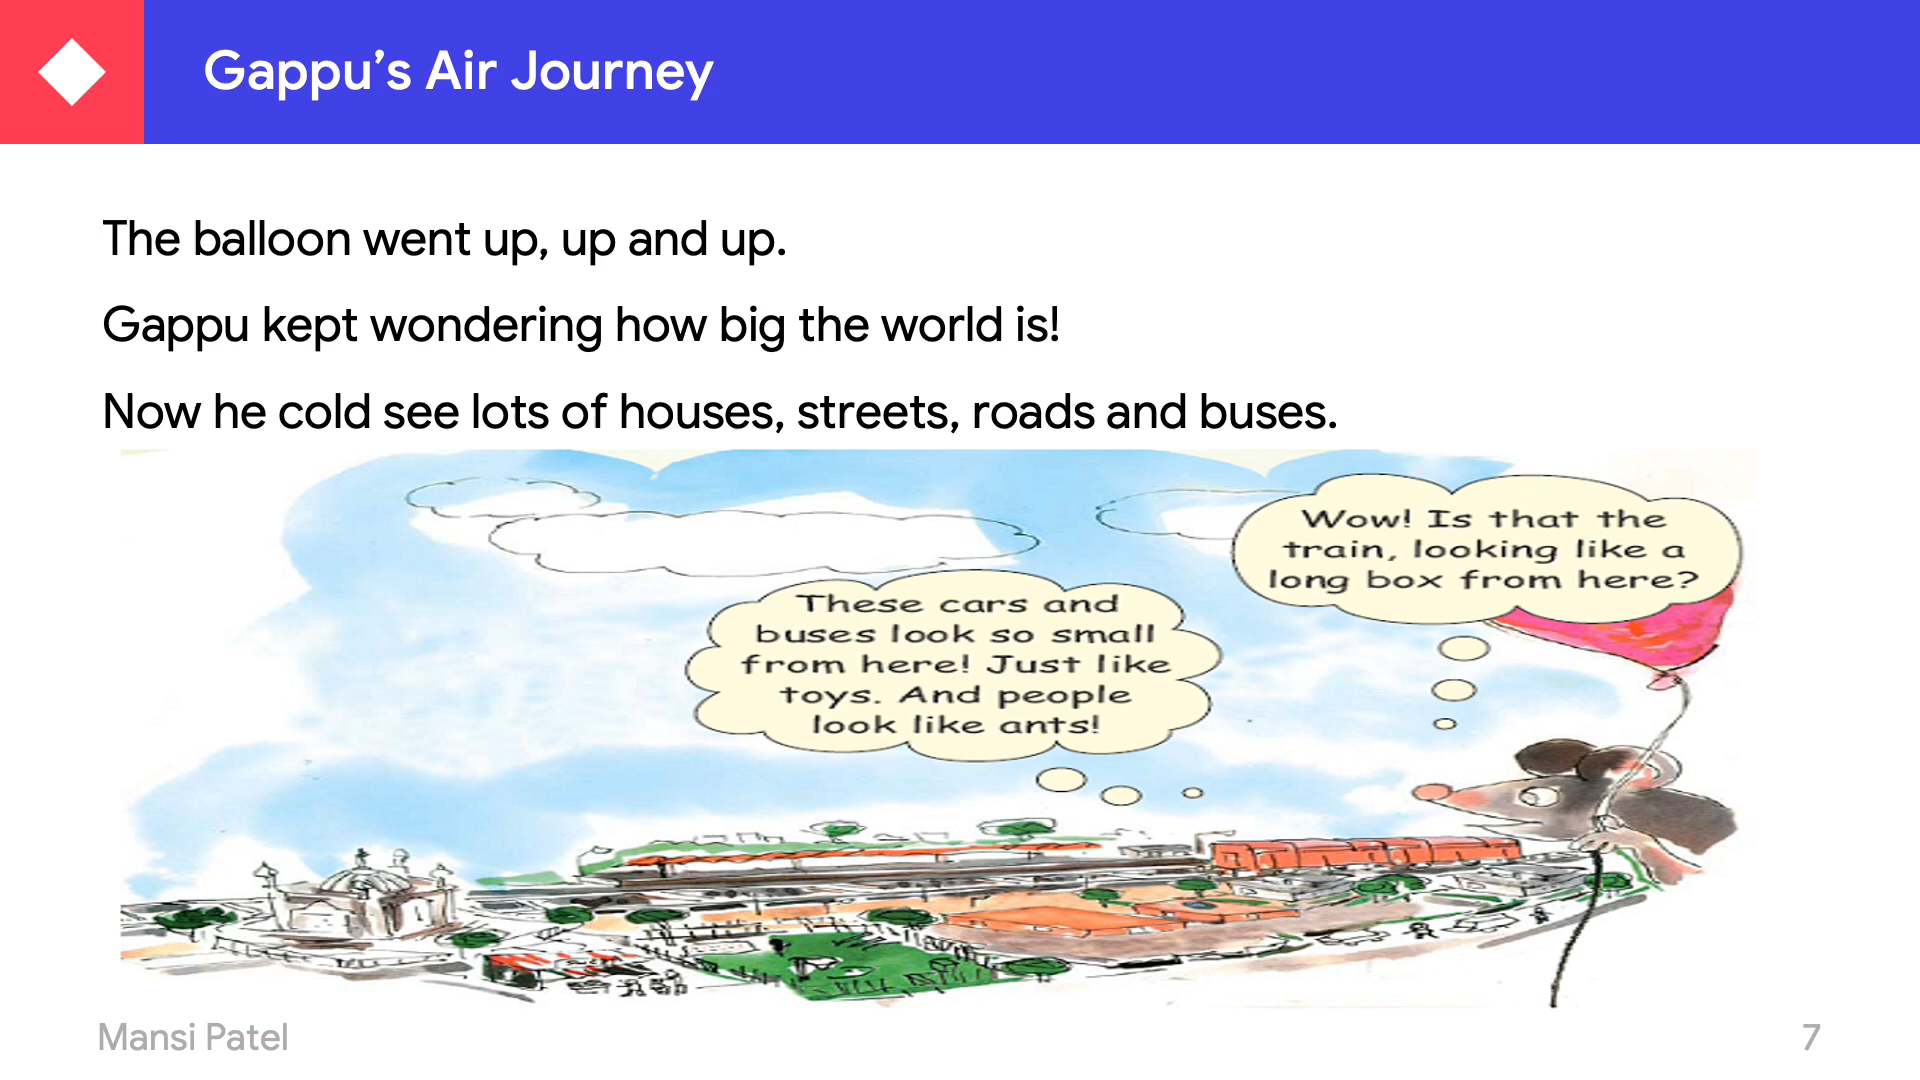 Gappu’s Air Journey
The balloon went up, up and up.
Gappu kept wondering how big the world is!
Now he cold see lots of houses, streets, roads and buses.
Wow! Is that the
train, looking like a
long box from here?
These cars and
buses look so small
from here! Just like
toys. And people
look like ants!
Mansi Patel
7